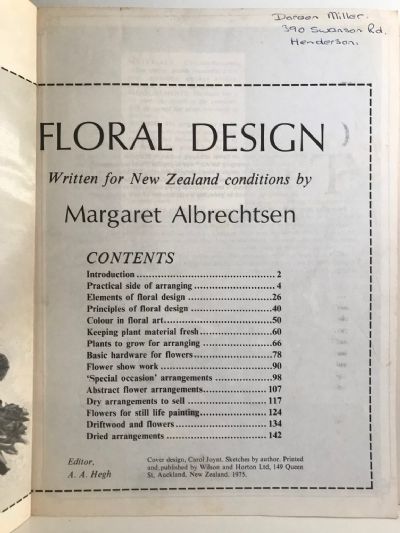 Doreen Miller.
390 Swanson Rd.
Henderson.
FLORAL DESIGN
Written for New Zealand conditions by
Margaret Albrechtsen
CONTENTS
Introduction ........................................ 2
Practical side of arranging ........................ 4
Elements of floral design ........................ 26
Principles of floral design ........................ 40
Colour in floral art ................................ 50
Keeping plant material fresh .................... 60
Plants to grow for arranging .................... 66
Basic hardware for flowers ...................... 78
Flower show work ................................ 90
'Special occasion' arrangements ................ 98
Abstract flower arrangements .................. 107
Dry arrangements to sell ........................ 117
Flowers for still life painting .................... 124
Driftwood and flowers .......................... 134
Dried arrangements .............................. 142
Editor,
A. A. Hegh
Cover design, Carol Joynt. Sketches by author. Printed
and published by Wilson and Horton Ltd, 149 Queen
St, Auckland, New Zealand. 1975.